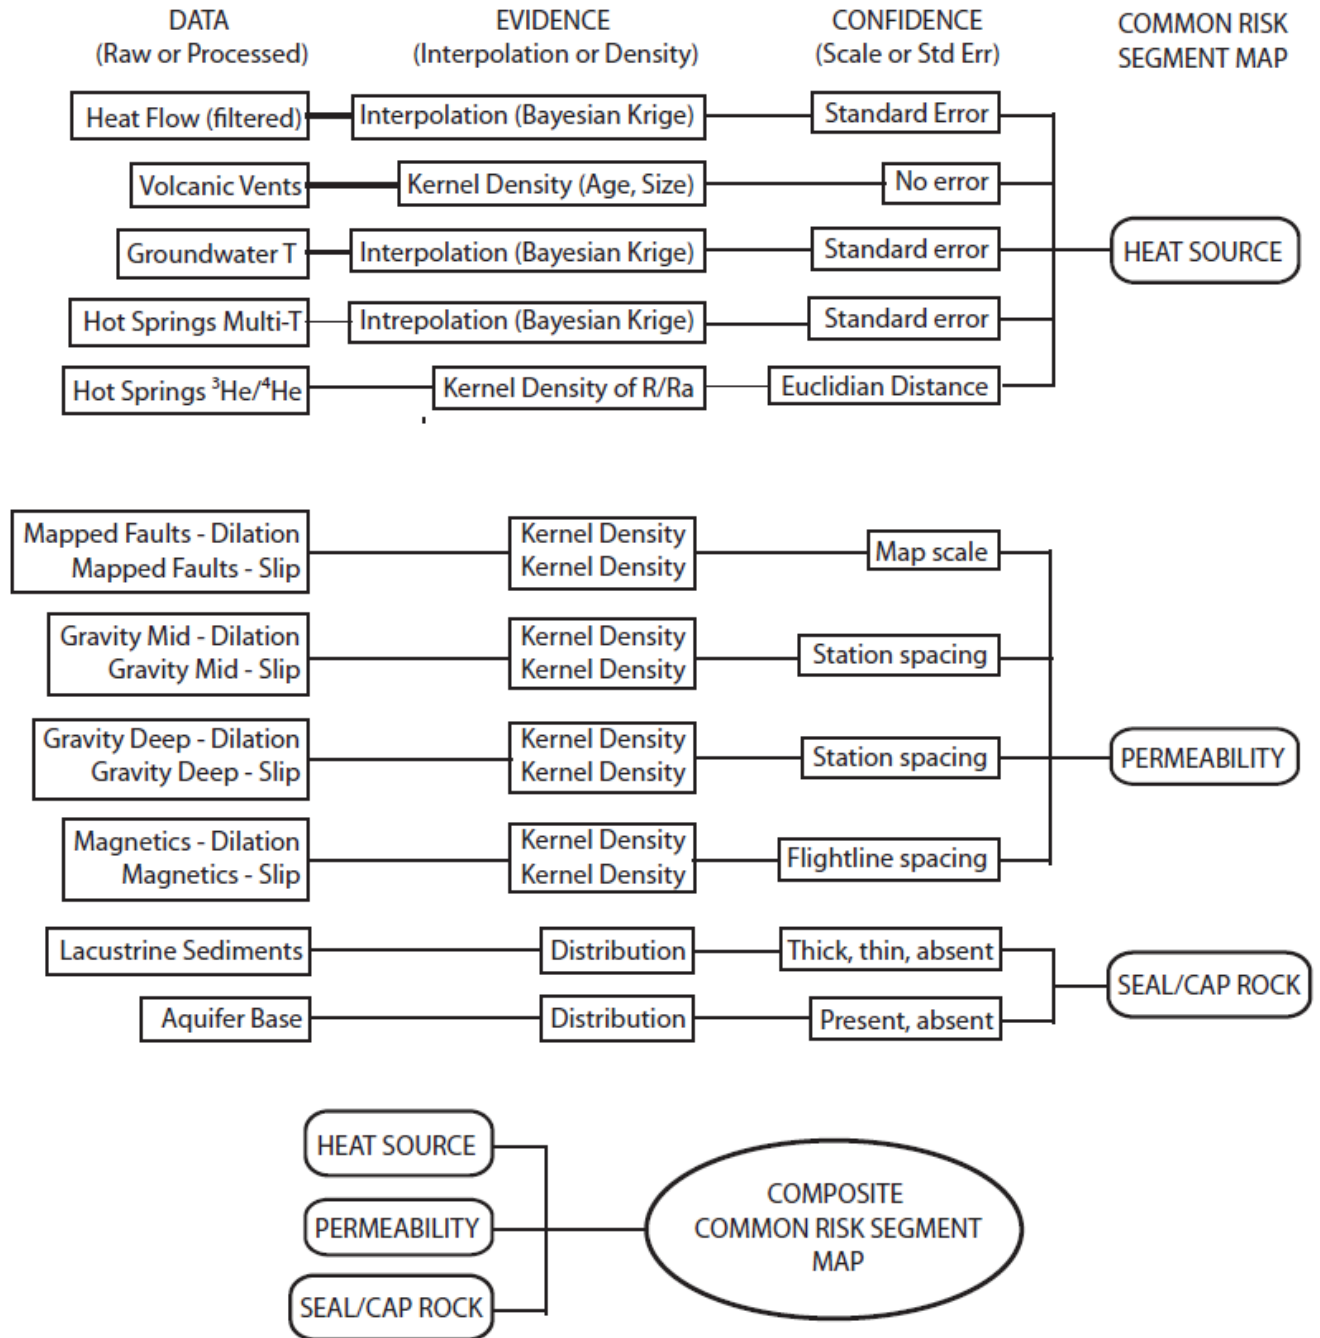 DATA
(Raw or Processed)
EVIDENCE
(Interpolation or Density)
CONFIDENCE
(Scale or Std Err)
COMMON RISK
SEGMENT MAP
Heat Flow (filtered)
Interpolation (Bayesian Krige)
Standard Error
Volcanic Vents
Kernel Density (Age, Size)
No error
Groundwater T
Interpolation (Bayesian Krige)
Standard error
HEAT SOURCE
Hot Springs Multi-T
Intrepolation (Bayesian Krige)
Standard error
Hot Springs ³He/⁴He
Kernel Density of R/Ra
Euclidian Distance
Mapped Faults - Dilation
Mapped Faults - Slip
Kernel Density
Kernel Density
Map scale
Gravity Mid - Dilation
Gravity Mid - Slip
Kernel Density
Kernel Density
Station spacing
Gravity Deep - Dilation
Gravity Deep - Slip
Kernel Density
Kernel Density
Station spacing
PERMEABILITY
Magnetics - Dilation
Magnetics - Slip
Kernel Density
Kernel Density
Flightline spacing
Lacustrine Sediments
Distribution
Thick, thin, absent
SEAL/CAP ROCK
Aquifer Base
Distribution
Present, absent
HEAT SOURCE
PERMEABILITY
SEAL/CAP ROCK
COMPOSITE
COMMON RISK SEGMENT
MAP